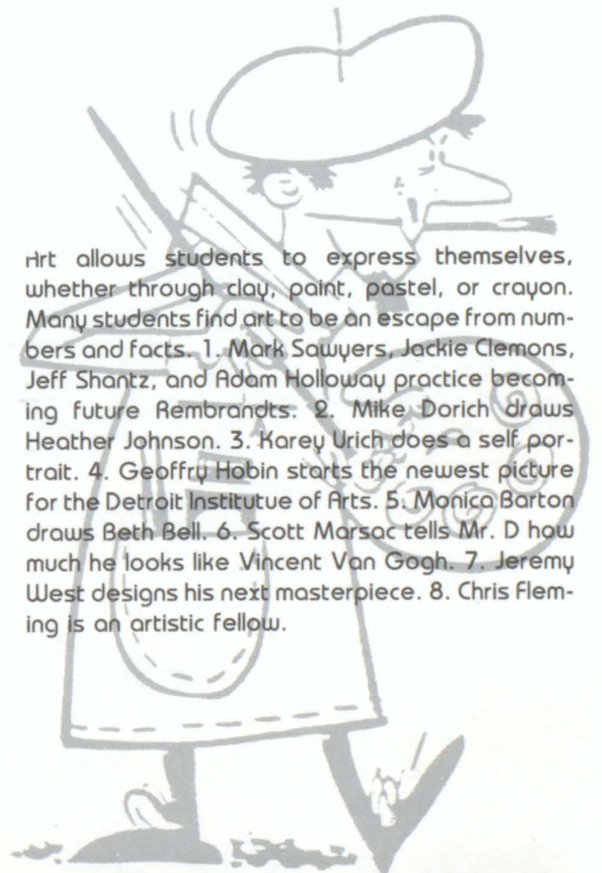 Art allows students to express themselves,
whether through clay, paint, pastel, or crayon.
Many students find art to be an escape from num-
bers and facts. 1. Mark Sawyers, Jackie Clemons,
Jeff Shantz, and Adam Holloway practice becom-
ing future Rembrandts. 2. Mike Dorich draws
Heather Johnson. 3. Karey Urich does a self por-
trait. 4. Geoffry Hobin starts the newest picture
for the Detroit Institutue of Arts. 5. Monica Barton
draws Beth Bell. 6. Scott Marsac tells Mr. D how
much he looks like Vincent Van Gogh. 7. Jeremy
West designs his next masterpiece. 8. Chris Flem-
ing is an artistic fellow.